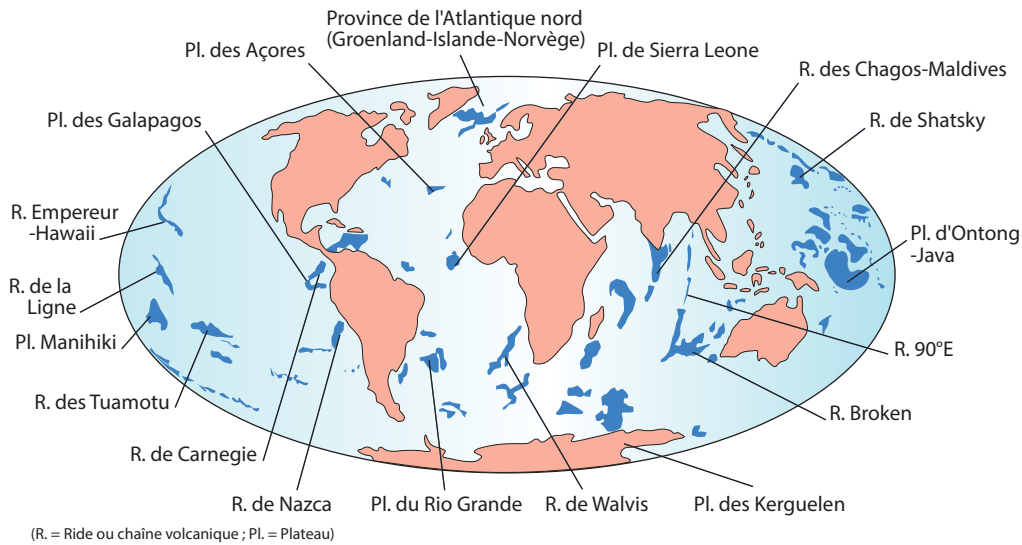 Province de l'Atlantique nord
(Groenland-Islande-Norvège)
Pl. des Açores
Pl. de Sierra Leone
R. des Chagos-Maldives
Pl. des Galapagos
R. de Shatsky
R. Empereur
-Hawaii
Pl. d'Ontong
-Java
R. de la
Ligne
Pl. Manihiki
R. 90°E
R. des Tuamotu
R. Broken
R. de Carnegie
R. de Nazca
Pl. du Rio Grande
R. de Walvis
Pl. des Kerguelen
(R. = Ride ou chaîne volcanique ; Pl. = Plateau)